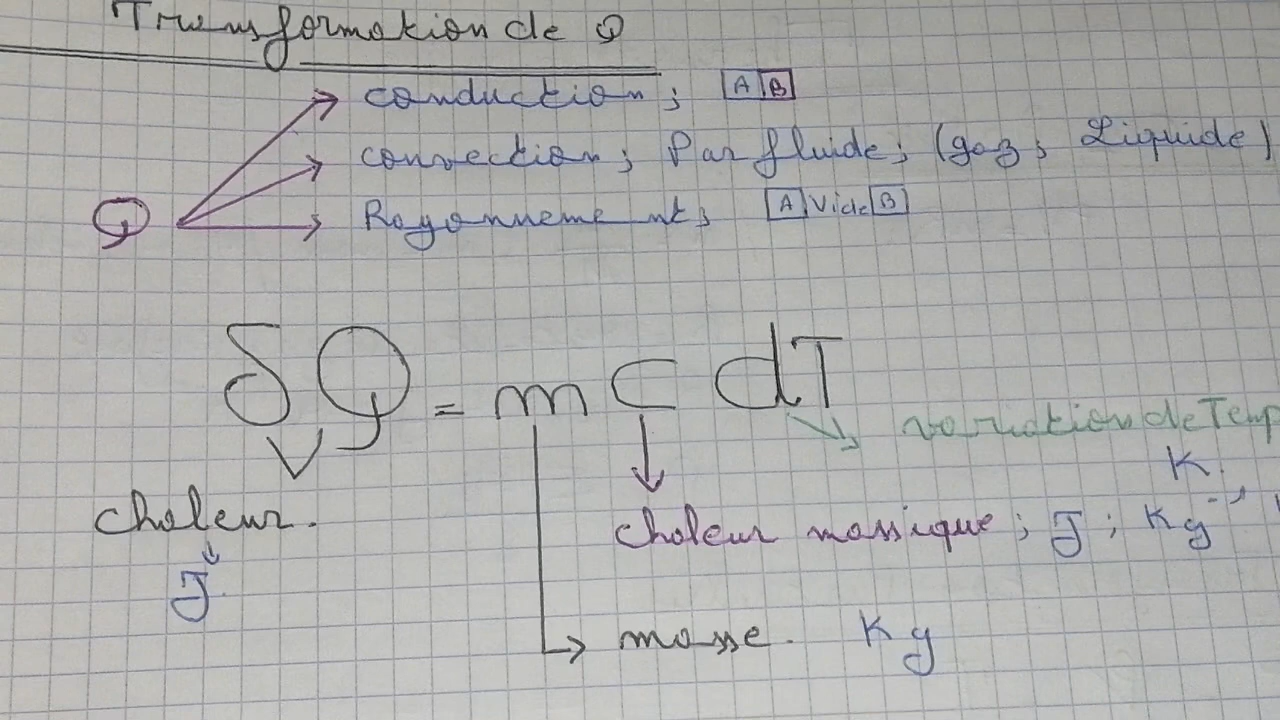 Transformation de Q
conduction; A B
convection; Par fluide; (gaz; Liquide)
Q
Rayonnement; A Vide B
δQ = m C dT
variation de Temp
K.
chaleur.
chaleur massique; J; Kg⁻¹
J
masse. Kg